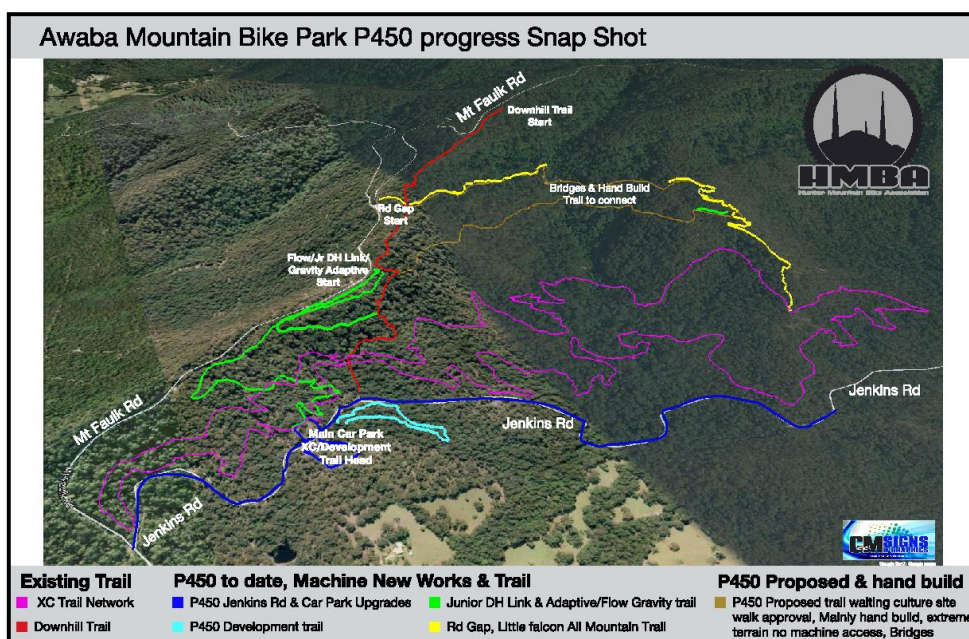 Awaba Mountain Bike Park P450 progress Snap Shot
Mt Faulk Rd
Downhill Trail
Start
HMBA
Hunter Mountain Bike Association
Bridges & Hand Build
Trail to connect
Rd Gap
Start
Flow/Jr DH Link/
Gravity Adaptive
Start
Mt Faulk Rd
Jenkins Rd
Jenkins Rd
Main Car Park
XC/Development
Trail Head
Jenkins Rd
CMSIGNS
Existing Trail
XC Trail Network
Downhill Trail
P450 to date, Machine New Works & Trail
P450 Jenkins Rd & Car Park Upgrades
P450 Development trail
Junior DH Link & Adaptive/Flow Gravity trail
Rd Gap, Little falcon All Mountain Trail
P450 Proposed & hand build
P450 Proposed trail waiting culture site
walk approval, Mainly hand build, extreme
terrain no machine access, Bridges